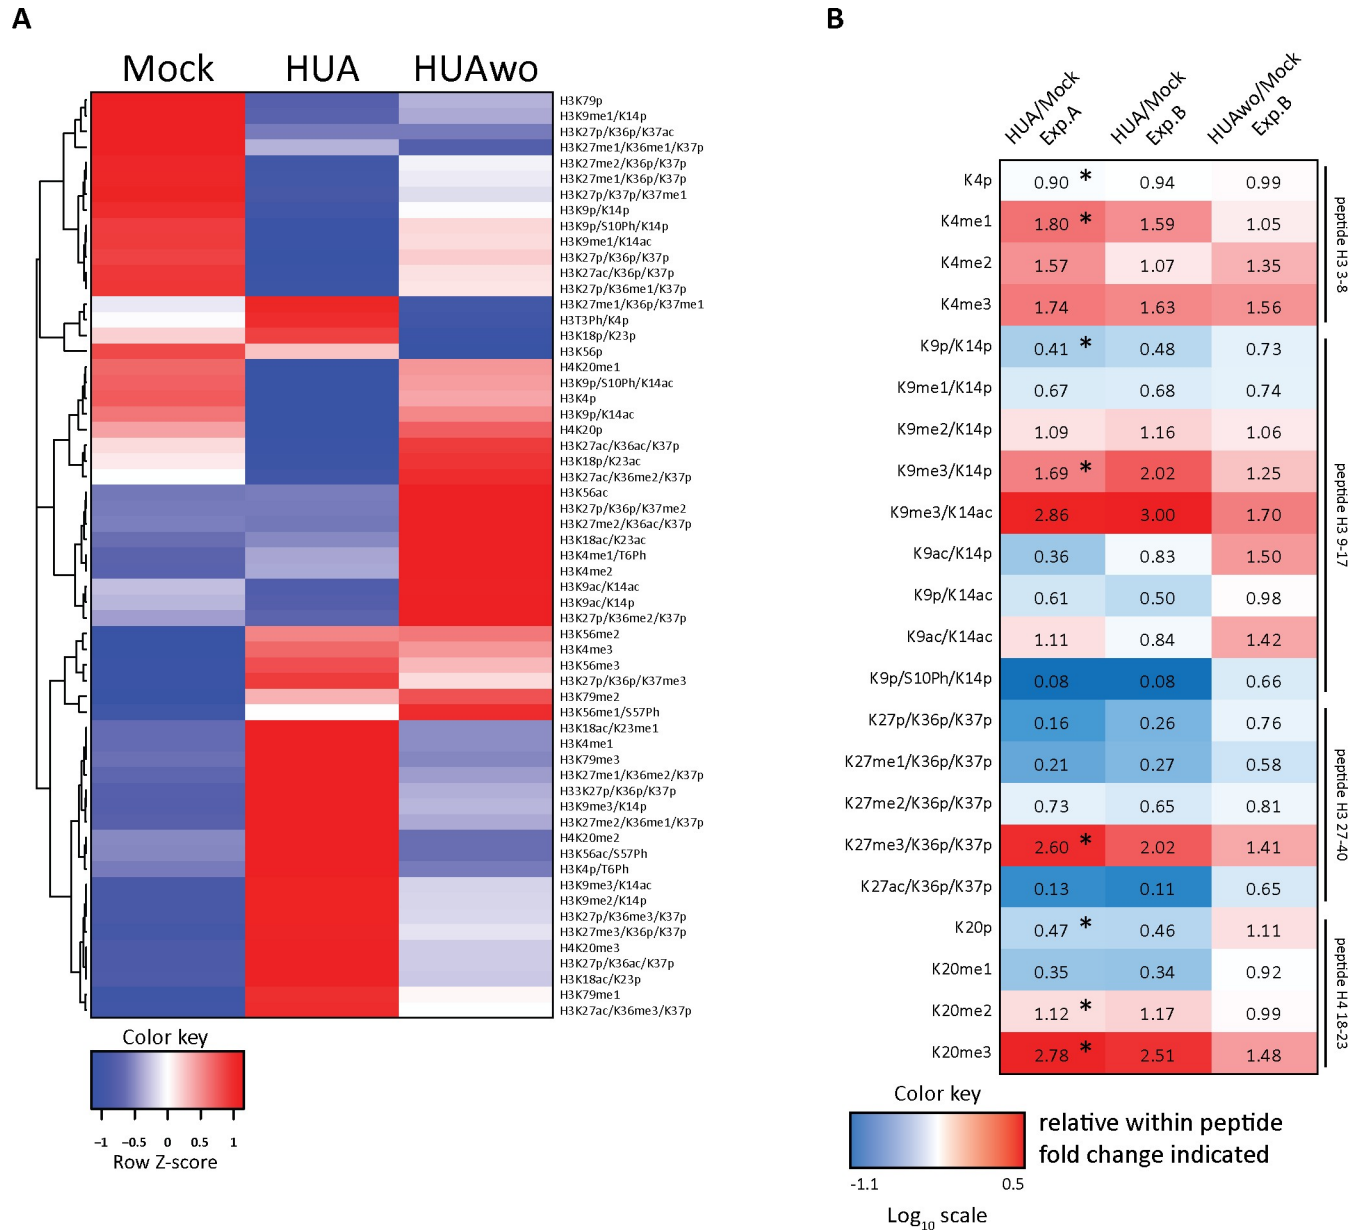 A
Mock HUA HUAwo
H3K79p
H3K9me1/K14p
H3K27p/K36p/K37ac
H3K27me1/K36me1/K37p
H3K27me2/K36p/K37p
H3K27me1/K36p/K37p
H3K27p/K37p/K37me1
H3K9p/K14p
H3K9p/S10Ph/K14p
H3K9me1/K14ac
H3K27p/K36p/K37p
H3K27ac/K36p/K37p
H3K27p/K36me1/K37p
H3K27me1/K36p/K37me1
H3T3Ph/K4p
H3K18p/K23p
H3K56p
H4K20me1
H3K9p/S10Ph/K14ac
H3K4p
H3K9p/K14ac
H4K20p
H3K27ac/K36ac/K37p
H3K18p/K23ac
H3K27ac/K36me2/K37p
H3K56ac
H3K27p/K36p/K37me2
H3K27me2/K36ac/K37p
H3K18ac/K23ac
H3K4me1/T6Ph
H3K4me2
H3K9ac/K14ac
H3K9ac/K14p
H3K27p/K36me2/K37p
H3K56me2
H3K4me3
H3K56me3
H3K27p/K36p/K37me3
H3K79me2
H3K56me1/S57Ph
H3K18ac/K23me1
H3K4me1
H3K79me3
H3K27me1/K36me2/K37p
H33K27p/K36p/K37p
H3K9me3/K14p
H3K27me2/K36me1/K37p
H4K20me2
H3K56ac/S57Ph
H3K4p/T6Ph
H3K9me3/K14ac
H3K9me2/K14p
H3K27p/K36me3/K37p
H3K27me3/K36p/K37p
H4K20me3
H3K27p/K36ac/K37p
H3K18ac/K23p
H3K79me1
H3K27ac/K36me3/K37p
Color key
−1 −0.5 0 0.5 1
Row Z-score
B
HUA/Mock
Exp.A
HUA/Mock
Exp.B
HUAwo/Mock
Exp.B
K4p 0.90 * 0.94 0.99
K4me1 1.80 * 1.59 1.05
K4me2 1.57 1.07 1.35
K4me3 1.74 1.63 1.56
peptide H3 3-8
K9p/K14p 0.41 * 0.48 0.73
K9me1/K14p 0.67 0.68 0.74
K9me2/K14p 1.09 1.16 1.06
K9me3/K14p 1.69 * 2.02 1.25
K9me3/K14ac 2.86 3.00 1.70
K9ac/K14p 0.36 0.83 1.50
K9p/K14ac 0.61 0.50 0.98
K9ac/K14ac 1.11 0.84 1.42
K9p/S10Ph/K14p 0.08 0.08 0.66
peptide H3 9-17
K27p/K36p/K37p 0.16 0.26 0.76
K27me1/K36p/K37p 0.21 0.27 0.58
K27me2/K36p/K37p 0.73 0.65 0.81
K27me3/K36p/K37p 2.60 * 2.02 1.41
K27ac/K36p/K37p 0.13 0.11 0.65
peptide H3 27-40
K20p 0.47 * 0.46 1.11
K20me1 0.35 0.34 0.92
K20me2 1.12 * 1.17 0.99
K20me3 2.78 * 2.51 1.48
peptide H4 18-23
Color key
relative within peptide
fold change indicated
-1.1 0.5
Log10 scale